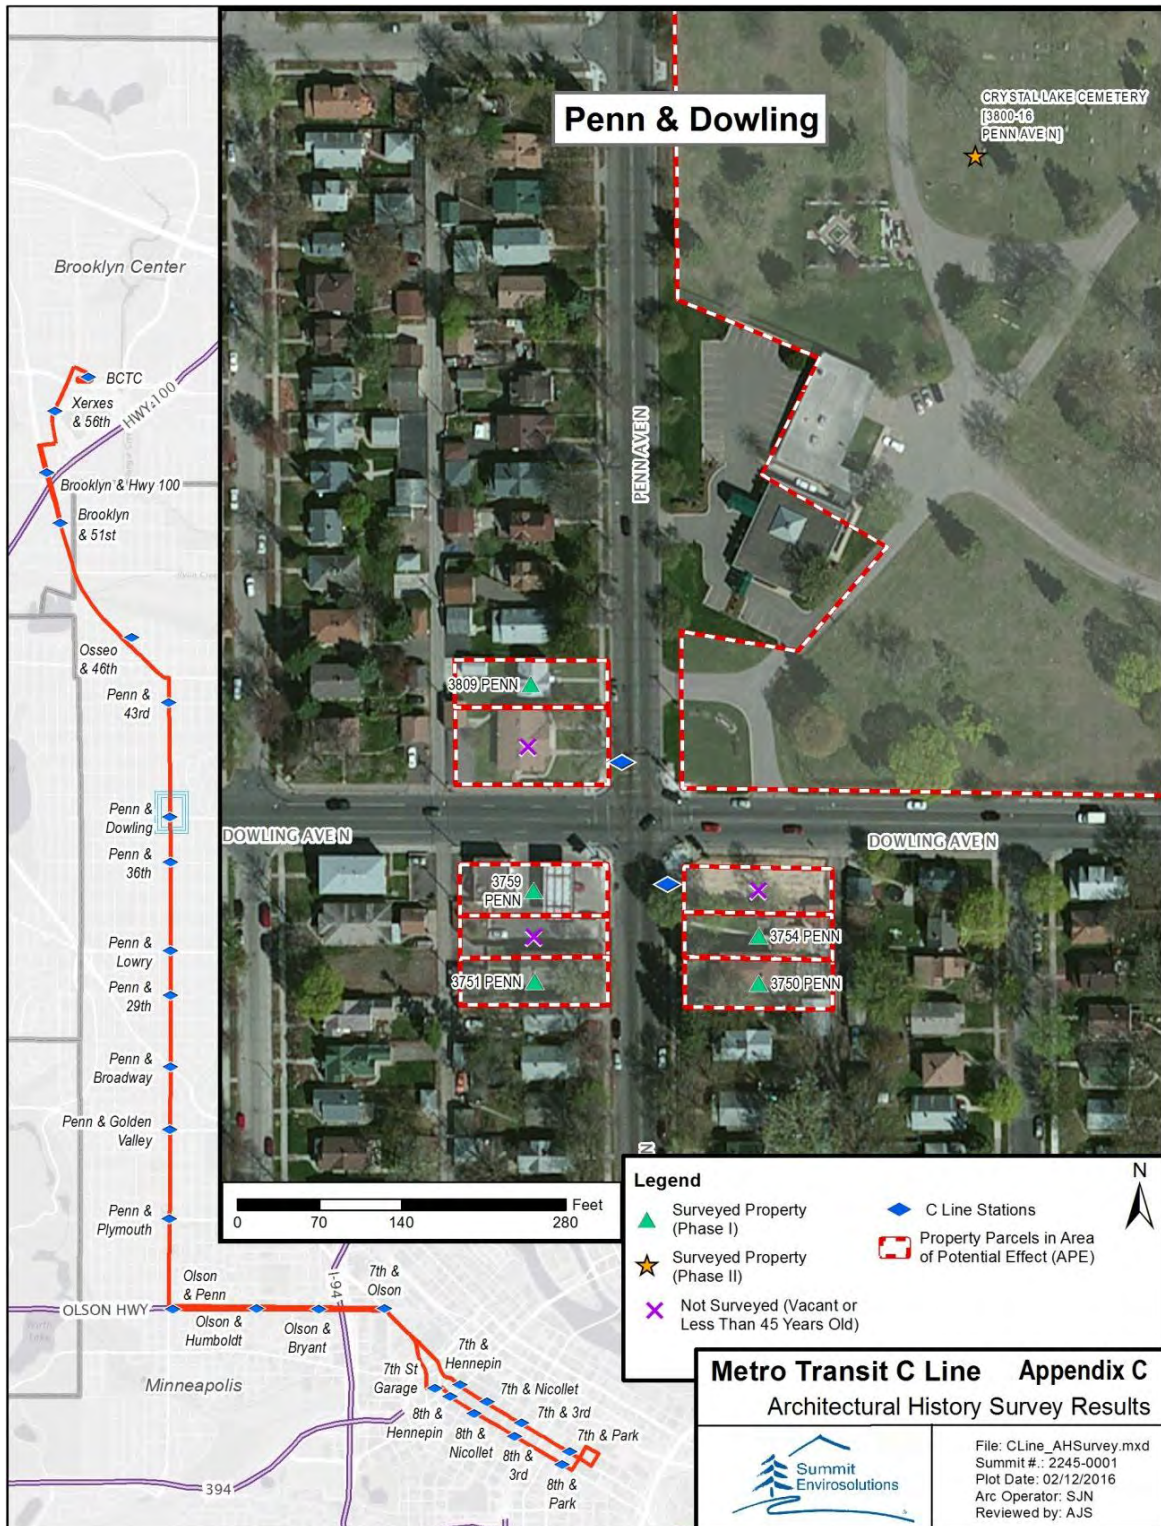 Penn & Dowling
CRYSTAL LAKE CEMETERY
[3800-16
PENN AVE N]
PENN AVE N
3809 PENN
DOWLING AVE N
DOWLING AVE N
3759
PENN
3751 PENN
3754 PENN
3750 PENN
N
Brooklyn Center
BCTC
HWY 100
Xerxes
& 56th
Brooklyn & Hwy 100
Brooklyn
& 51st
Osseo
& 46th
Penn &
43rd
Penn &
Dowling
Penn &
36th
Penn &
Lowry
Penn &
29th
Penn &
Broadway
Penn & Golden
Valley
Penn &
Plymouth
Olson
& Penn
OLSON HWY
Olson &
Humboldt
I-94
Olson &
Bryant
7th &
Olson
Minneapolis
7th St
Garage
7th &
Hennepin
7th & Nicollet
7th & 3rd
7th & Park
8th &
Hennepin
8th &
Nicollet
8th &
3rd
8th &
Park
394
Feet
0 70 140 280
Legend
N
Surveyed Property
(Phase I)
Surveyed Property
(Phase II)
Not Surveyed (Vacant or
Less Than 45 Years Old)
C Line Stations
Property Parcels in Area
of Potential Effect (APE)
Metro Transit C Line Appendix C
Architectural History Survey Results
Summit
Envirosolutions
File: CLine_AHSurvey.mxd
Summit #.: 2245-0001
Plot Date: 02/12/2016
Arc Operator: SJN
Reviewed by: AJS